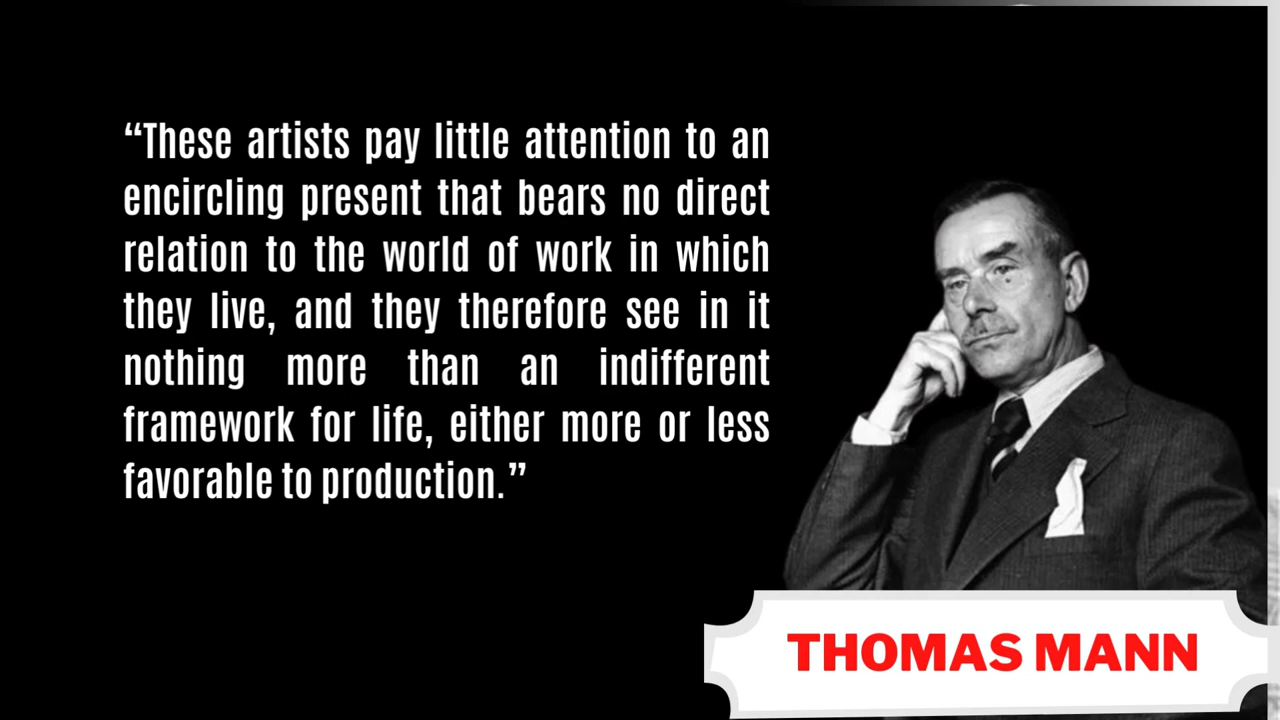 “These artists pay little attention to an
encircling present that bears no direct
relation to the world of work in which
they live, and they therefore see in it
nothing more than an indifferent
framework for life, either more or less
favorable to production.”
THOMAS MANN